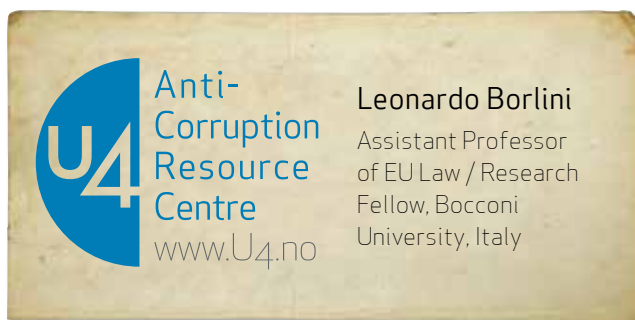 U4
Anti-
Corruption
Resource
Centre
www.U4.no
Leonardo Borlini
Assistant Professor
of EU Law / Research
Fellow, Bocconi
University, Italy